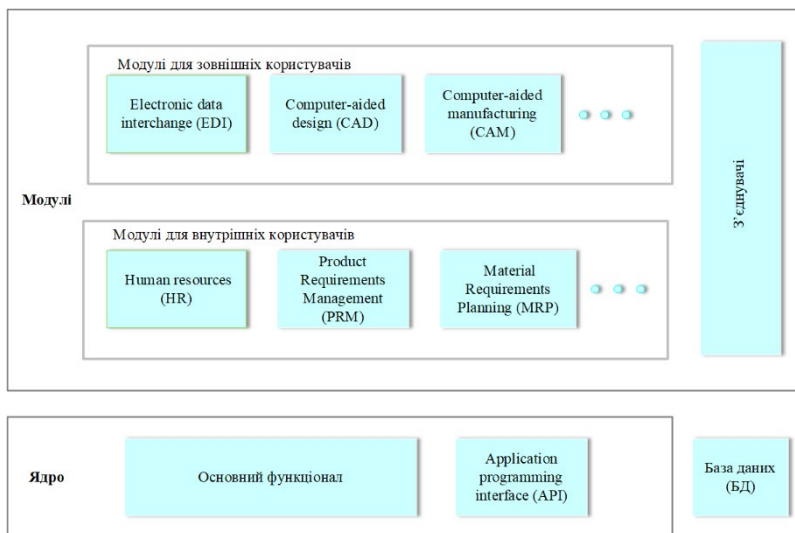 Модулі для зовнішніх користувачів
Electronic data
interchange (EDI)
Computer-aided
design (CAD)
Computer-aided
manufacturing
(CAM)
Модулі
З’єднувачі
Модулі для внутрішніх користувачів
Human resources
(HR)
Product
Requirements
Management
(PRM)
Material
Requirements
Planning (MRP)
Ядро
Основний функціонал
Application
programming
interface (API)
База даних
(БД)